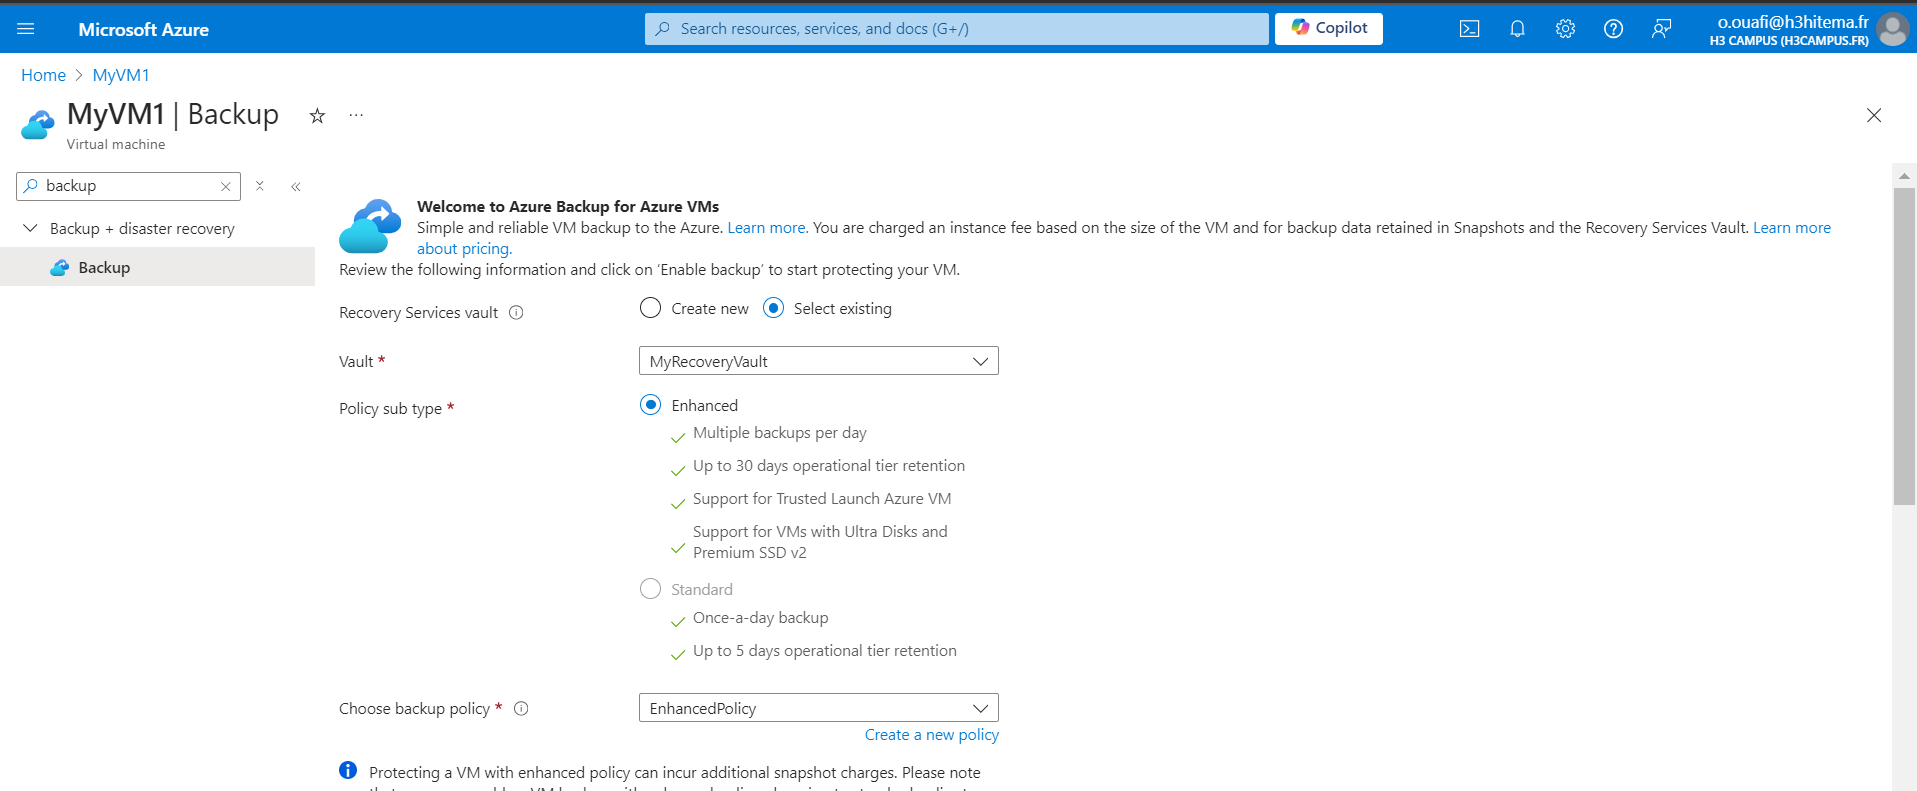 Microsoft Azure
Search resources, services, and docs (G+/)
Copilot
o.ouafi@h3hitema.fr
H3 CAMPUS (H3CAMPUS.FR)
Home > MyVM1
MyVM1 | Backup
Virtual machine
backup
Backup + disaster recovery
Backup
Welcome to Azure Backup for Azure VMs
Simple and reliable VM backup to the Azure. Learn more. You are charged an instance fee based on the size of the VM and for backup data retained in Snapshots and the Recovery Services Vault. Learn more
about pricing.
Review the following information and click on ‘Enable backup’ to start protecting your VM.
Recovery Services vault
Create new
Select existing
Vault *
MyRecoveryVault
Policy sub type *
Enhanced
Multiple backups per day
Up to 30 days operational tier retention
Support for Trusted Launch Azure VM
Support for VMs with Ultra Disks and
Premium SSD v2
Standard
Once-a-day backup
Up to 5 days operational tier retention
Choose backup policy *
EnhancedPolicy
Create a new policy
Protecting a VM with enhanced policy can incur additional snapshot charges. Please note